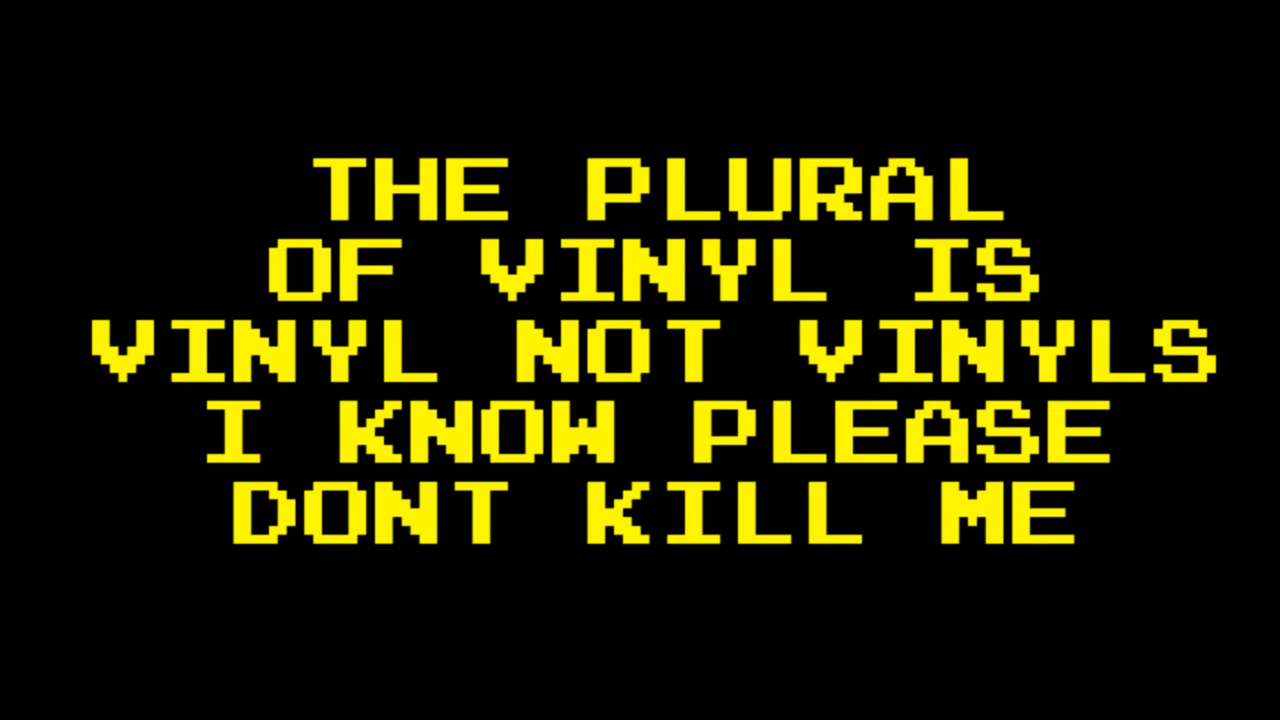 THE PLURAL
OF VINYL IS
VINYL NOT VINYLS
I KNOW PLEASE
DONT KILL ME